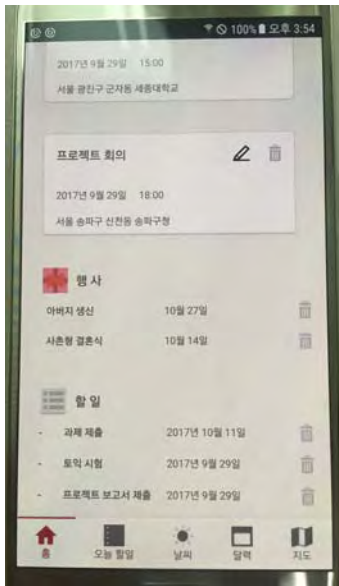 100% 오후 3:54
2017년 9월 29일 15:00
서울 광진구 군자동 세종대학교
프로젝트 회의
2017년 9월 29일 18:00
서울 송파구 신천동 송파구청
행사
아버지 생신 10월 27일
사촌형 결혼식 10월 14일
할 일
- 과제 제출 2017년 10월 11일
- 토익 시험 2017년 9월 29일
- 프로젝트 보고서 제출 2017년 9월 29일
홈 오늘 할일 날씨 달력 지도